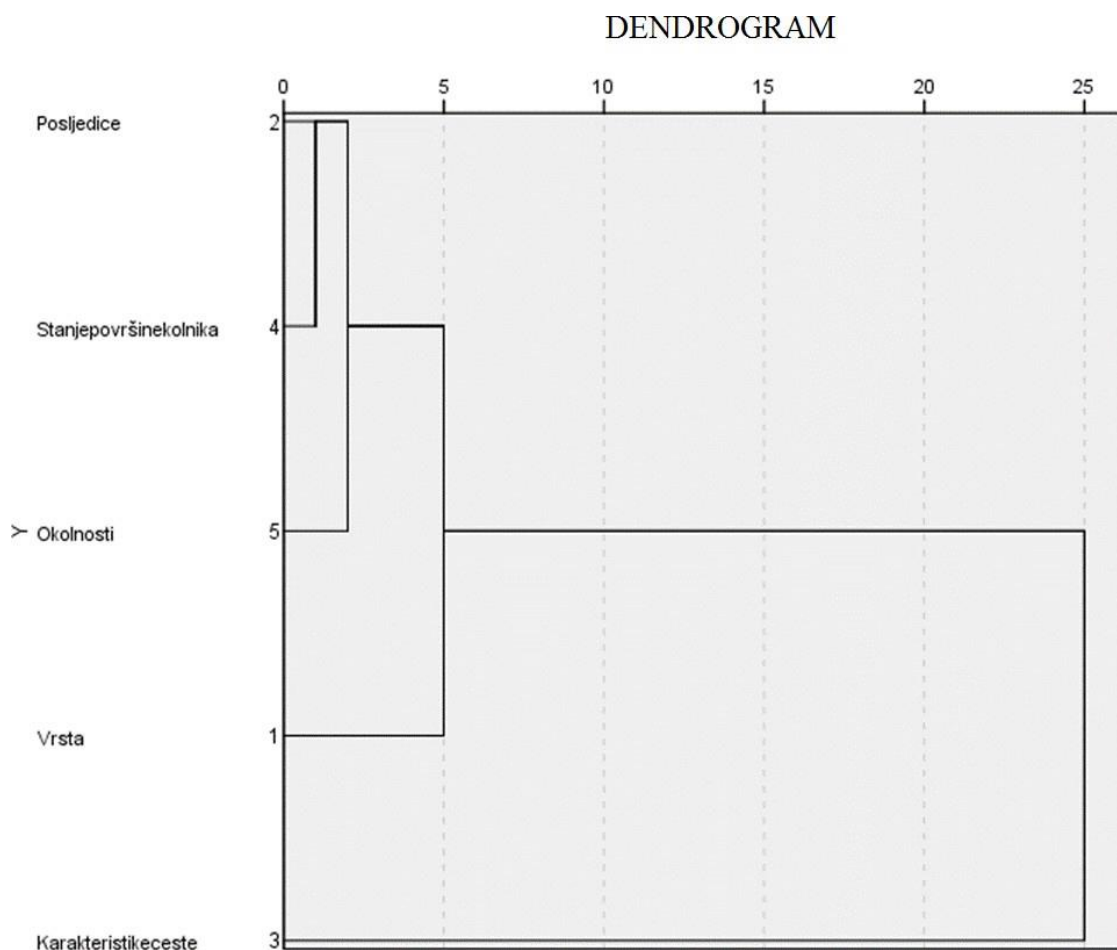 DENDROGRAM
0 5 10 15 20 25
Posljedice 2
Stanjepovršinekolnika 4
Y Okolnosti 5
Vrsta 1
Karakteristikeceste 3